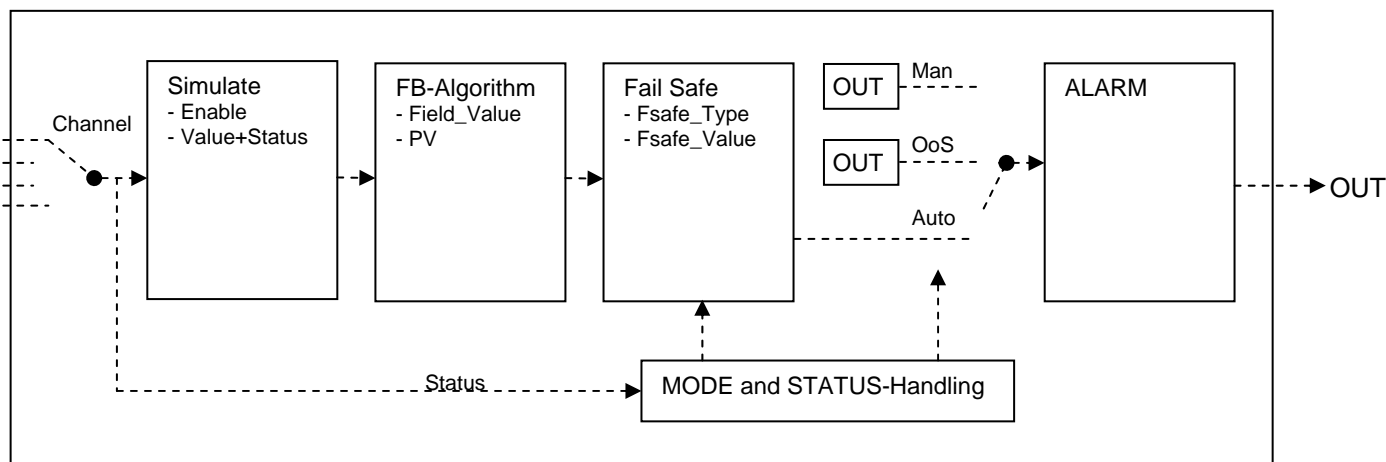 Channel
Simulate
- Enable
- Value+Status
FB-Algorithm
- Field_Value
- PV
Fail Safe
- Fsafe_Type
- Fsafe_Value
OUT
Man
OUT
OoS
Auto
ALARM
OUT
Status
MODE and STATUS-Handling